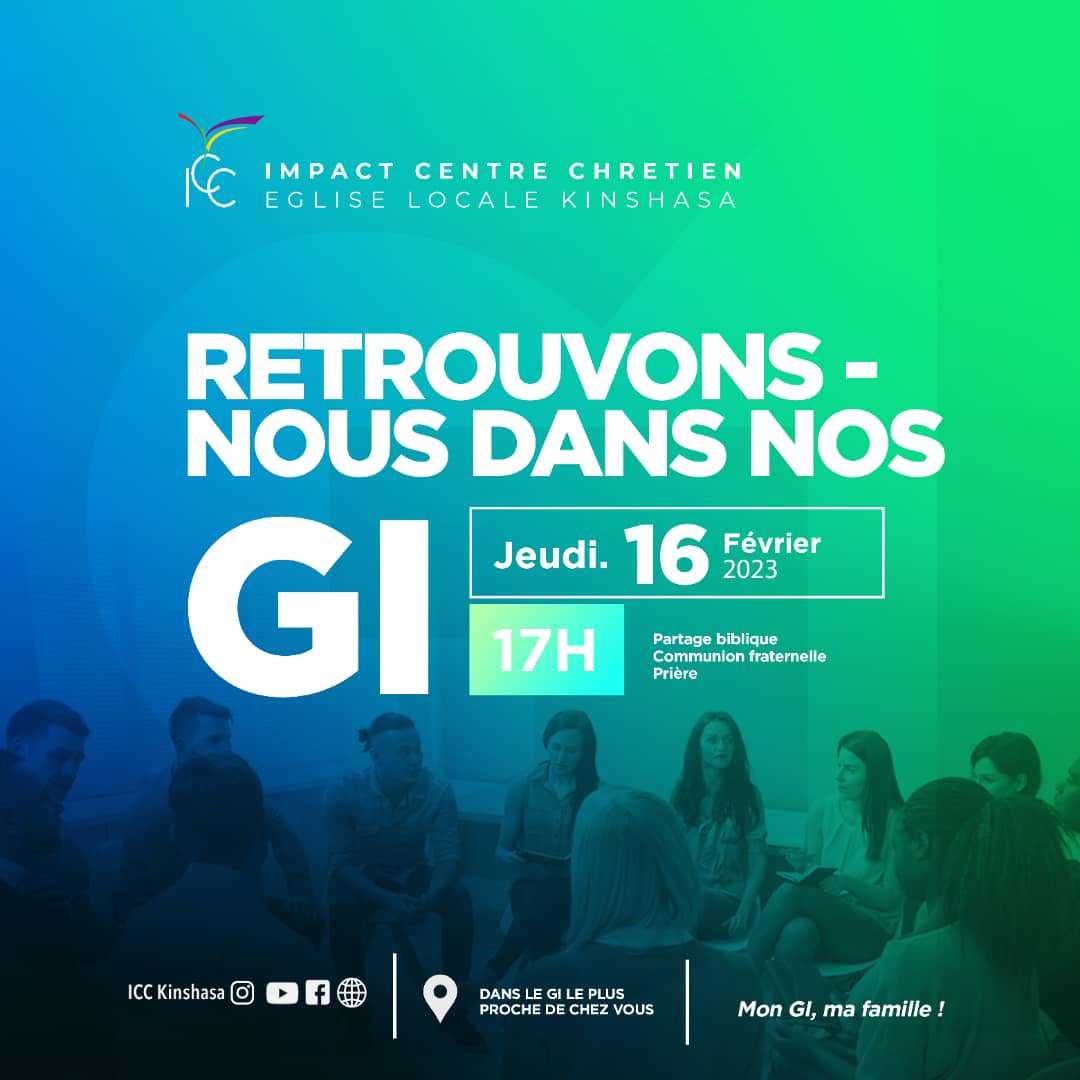 ICC
IMPACT CENTRE CHRETIEN
EGLISE LOCALE KINSHASA
RETROUVONS -
NOUS DANS NOS
GI
Jeudi. 16 Février
2023
17H
Partage biblique
Communion fraternelle
Prière
ICC Kinshasa
DANS LE GI LE PLUS
PROCHE DE CHEZ VOUS
Mon GI, ma famille !